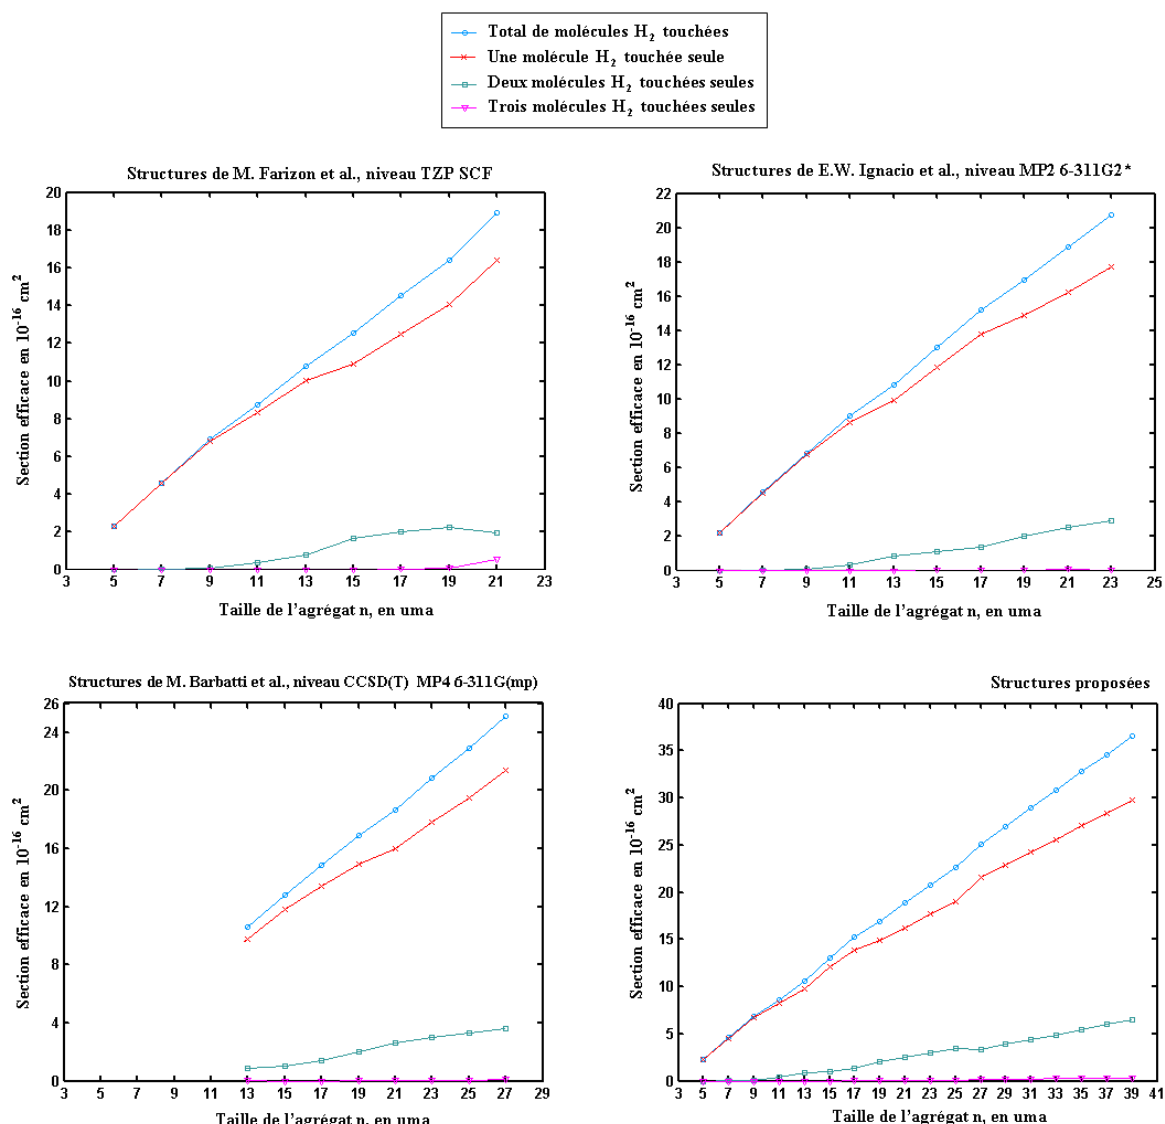 Total de molécules H2 touchées
Une molécule H2 touchée seule
Deux molécules H2 touchées seules
Trois molécules H2 touchées seules
Structures de M. Farizon et al., niveau TZP SCF
Section efficace en 10-16 cm2
20
18
16
14
12
10
8
6
4
2
0
3 5 7 9 11 13 15 17 19 21 23
Taille de l'agrégat n, en uma
Structures de E.W. Ignacio et al., niveau MP2 6-311G2*
Section efficace en 10-16 cm2
22
20
18
16
14
12
10
8
6
4
2
0
3 5 7 9 11 13 15 17 19 21 23 25
Taille de l'agrégat n, en uma
Structures de M. Barbatti et al., niveau CCSD(T) MP4 6-311G(mp)
Section efficace en 10-16 cm2
26
24
20
16
12
8
4
0
3 5 7 9 11 13 15 17 19 21 23 25 27 29
Taille de l'agrégat n, en uma
Structures proposées
Section efficace en 10-16 cm2
40
35
30
25
20
15
10
5
0
3 5 7 9 11 13 15 17 19 21 23 25 27 29 31 33 35 37 39 41
Taille de l'agrégat n, en uma